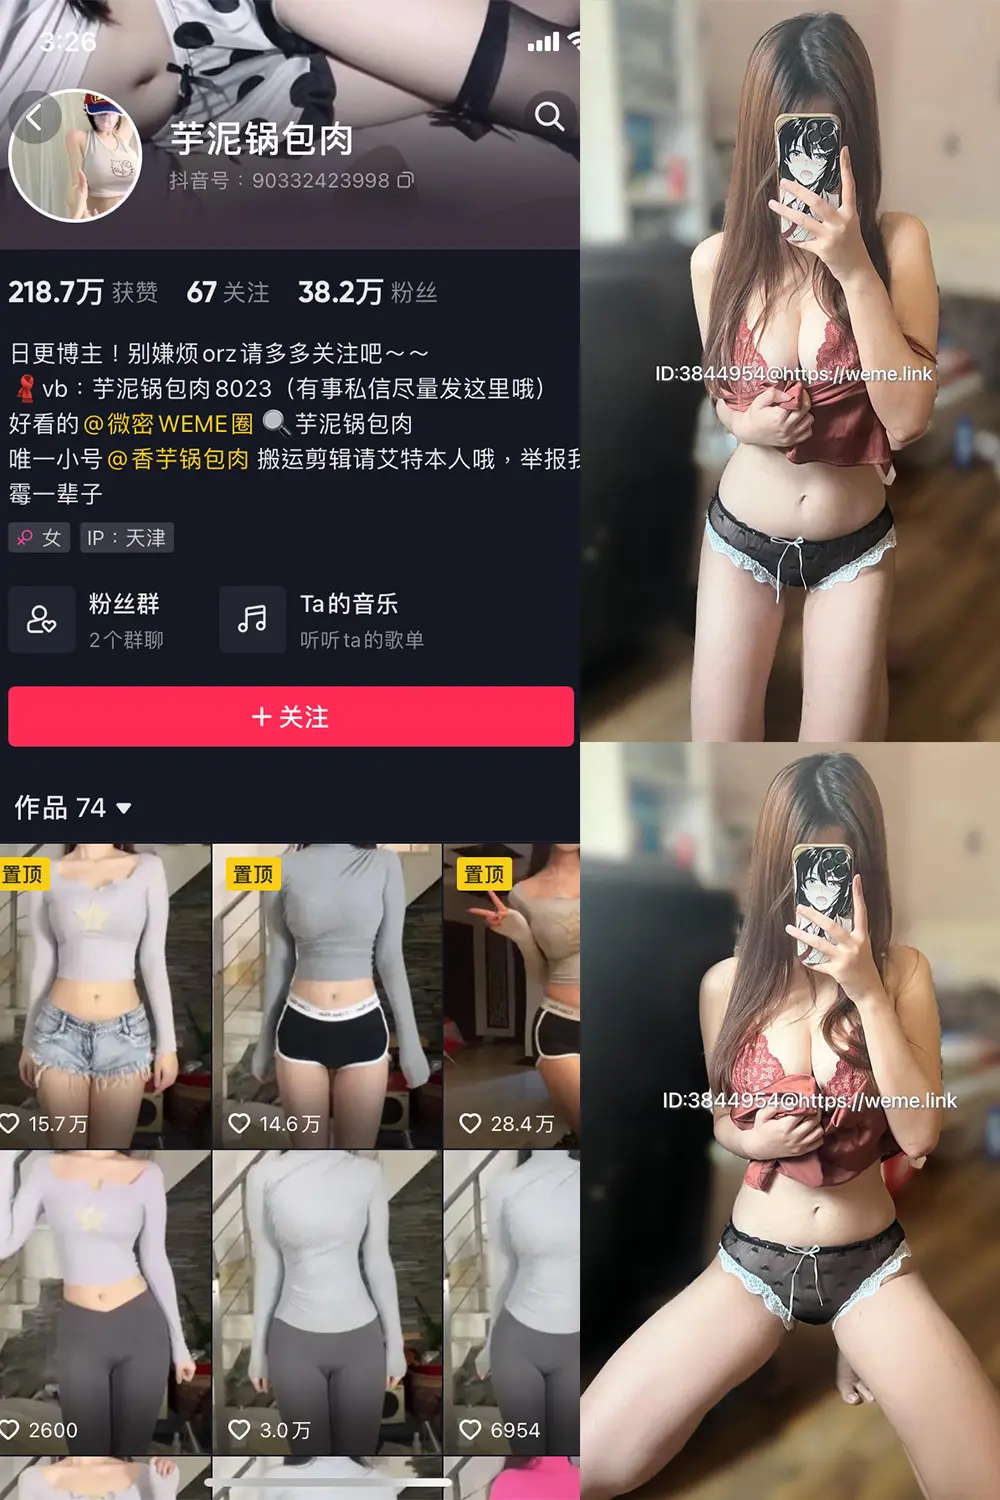 3:26
芋泥锅包肉
抖音号：90332423998
218.7万 获赞 67 关注 38.2万 粉丝
日更博主！别嫌烦orz请多多关注吧～～
vb：芋泥锅包肉8023（有事私信尽量发这里哦）
好看的@微密WEME圈 🔍芋泥锅包肉
唯一小号@香芋锅包肉 搬运剪辑请艾特本人哦，举报我
霉一辈子
女 IP：天津
粉丝群
2个群聊
Ta的音乐
听听ta的歌单
+ 关注
作品 74
置顶
置顶
置顶
15.7万
14.6万
28.4万
2600
3.0万
6954
ID:3844954@https://weme.link
ID:3844954@https://weme.link